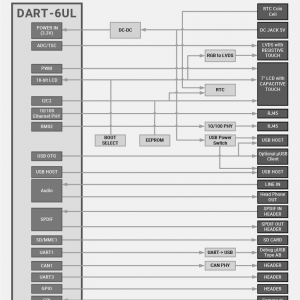 DART-6UL
POWER IN
(3.3V)
ADC/TSC
PWM
18-bit LCD
I2C2
10/100
Ethernet PHY
RMII2
USB OTG
USB HOST
Audio
SPDIF
SD/MMC1
UART1
CAN1
UART3
GPIO
DC-DC
RGB to LVDS
RTC
BOOT
SELECT
EEPROM
10/100 PHY
USB Power
Switch
UART-> USB
CAN PHY
RTC Coin
Cell
DC JACK 5V
LVDS with
RESISTIVE
TOUCH
7" LCD with
CAPACITIVE
TOUCH
RJ45
RJ45
USB HOST
Optional µUSB
Client
USB HOST
LINE IN
Head Phone
OUT
SPDIF IN
HEADER
SPDIF OUT
HEADER
SD CARD
Debug µUSB
Type AB
HEADER
HEADER
HEADER